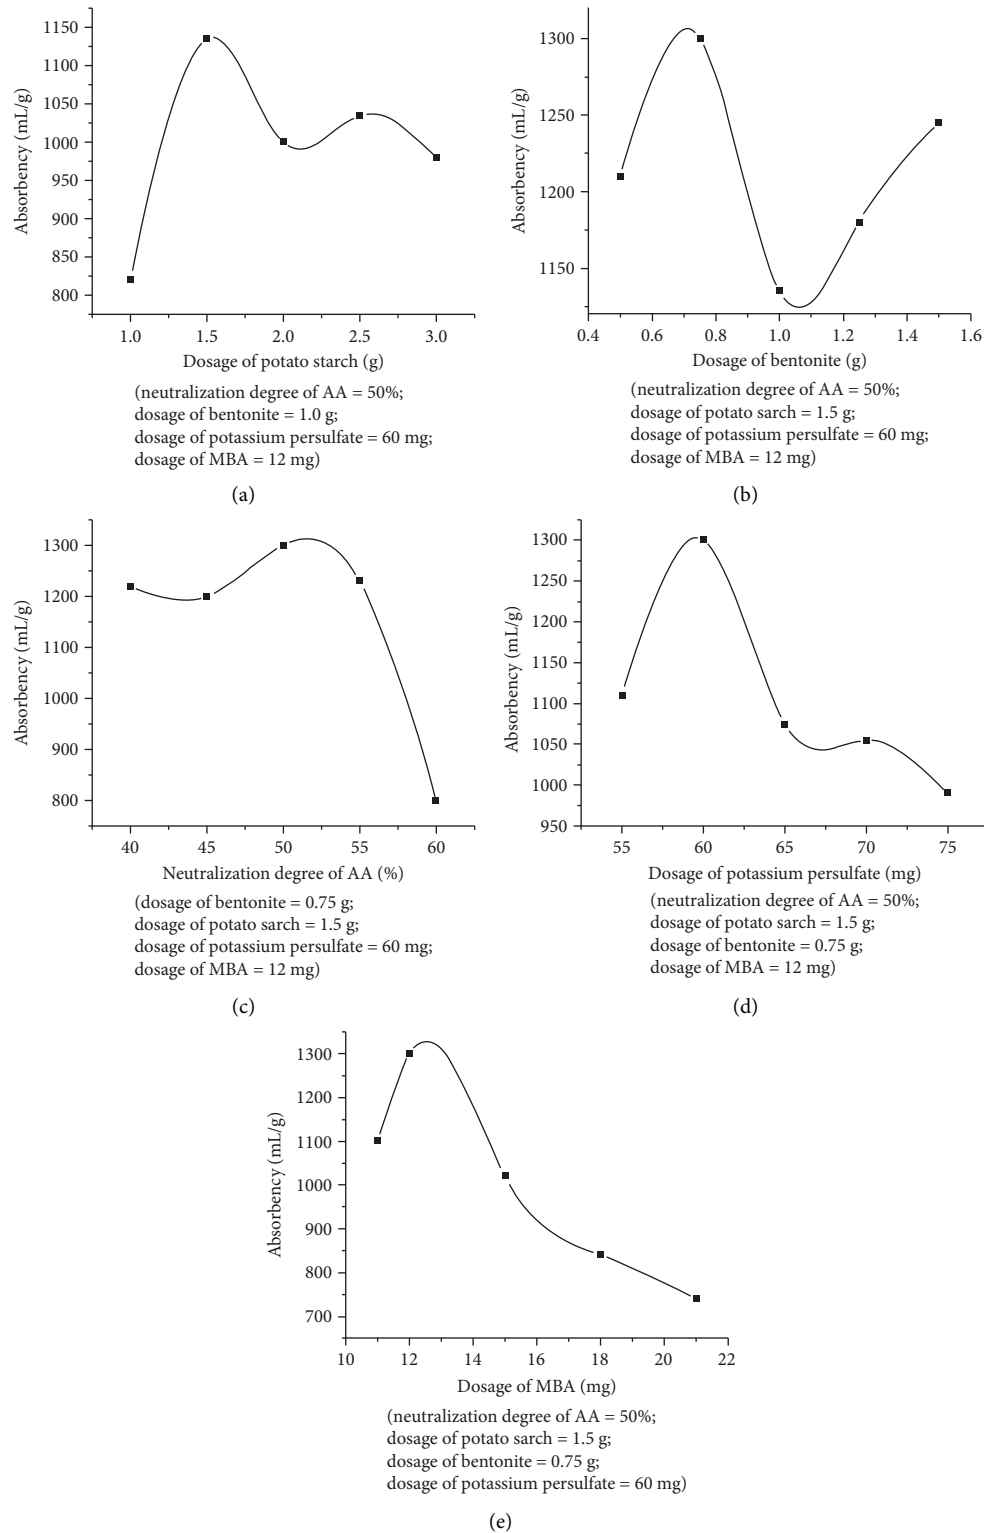 1150
1100
1050
1000
950
900
850
800
Absorbency (mL/g)
1.0 1.5 2.0 2.5 3.0
Dosage of potato starch (g)
(neutralization degree of AA = 50%;
dosage of bentonite = 1.0 g;
dosage of potassium persulfate = 60 mg;
dosage of MBA = 12 mg)
(a)
1300
1250
1200
1150
Absorbency (mL/g)
0.4 0.6 0.8 1.0 1.2 1.4 1.6
Dosage of bentonite (g)
(neutralization degree of AA = 50%;
dosage of potato sarch = 1.5 g;
dosage of potassium persulfate = 60 mg;
dosage of MBA = 12 mg)
(b)
1300
1200
1100
1000
900
800
Absorbency (mL/g)
40 45 50 55 60
Neutralization degree of AA (%)
(dosage of bentonite = 0.75 g;
dosage of potato sarch = 1.5 g;
dosage of potassium persulfate = 60 mg;
dosage of MBA = 12 mg)
(c)
1300
1250
1200
1150
1100
1050
1000
950
Absorbency (mL/g)
55 60 65 70 75
Dosage of potassium persulfate (mg)
(neutralization degree of AA = 50%;
dosage of potato sarch = 1.5 g;
dosage of bentonite = 0.75 g;
dosage of MBA = 12 mg)
(d)
1300
1200
1100
1000
900
800
700
Absorbency (mL/g)
10 12 14 16 18 20 22
Dosage of MBA (mg)
(neutralization degree of AA = 50%;
dosage of potato sarch = 1.5 g;
dosage of bentonite = 0.75 g;
dosage of potassium persulfate = 60 mg)
(e)